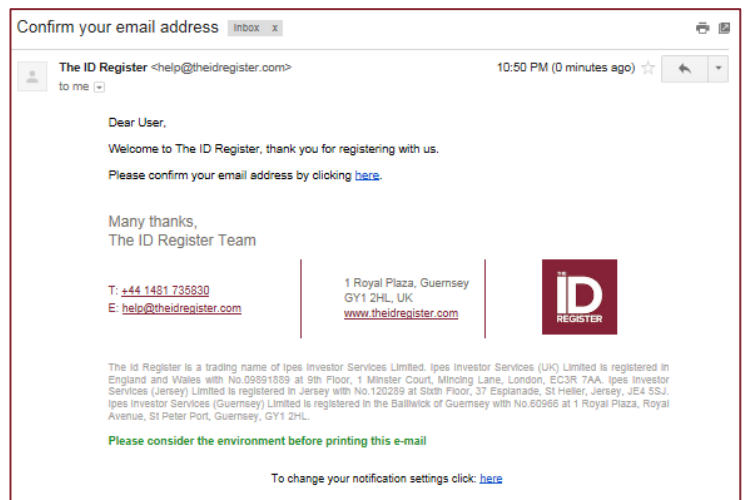 Confirm your email address Inbox x
The ID Register <help@theidregister.com> 10:50 PM (0 minutes ago)
to me
Dear User,
Welcome to The ID Register, thank you for registering with us.
Please confirm your email address by clicking here.
Many thanks,
The ID Register Team
T: +44 1481 735830
E: help@theidregister.com
1 Royal Plaza, Guernsey
GY1 2HL, UK
www.theidregister.com
THE
ID
REGISTER
The Id Register is a trading name of Ipes Investor Services Limited. Ipes Investor Services (UK) Limited is registered in
England and Wales with No.09891889 at 9th Floor, 1 Minster Court, Mincing Lane, London, EC3R 7AA. Ipes Investor
Services (Jersey) Limited is registered in Jersey with No.120289 at Sixth Floor, 37 Esplanade, St Helier, Jersey, JE4 5SJ.
Ipes Investor Services (Guernsey) Limited is registered in the Bailiwick of Guernsey with No.60966 at 1 Royal Plaza, Royal
Avenue, St Peter Port, Guernsey, GY1 2HL.
Please consider the environment before printing this e-mail
To change your notification settings click: here